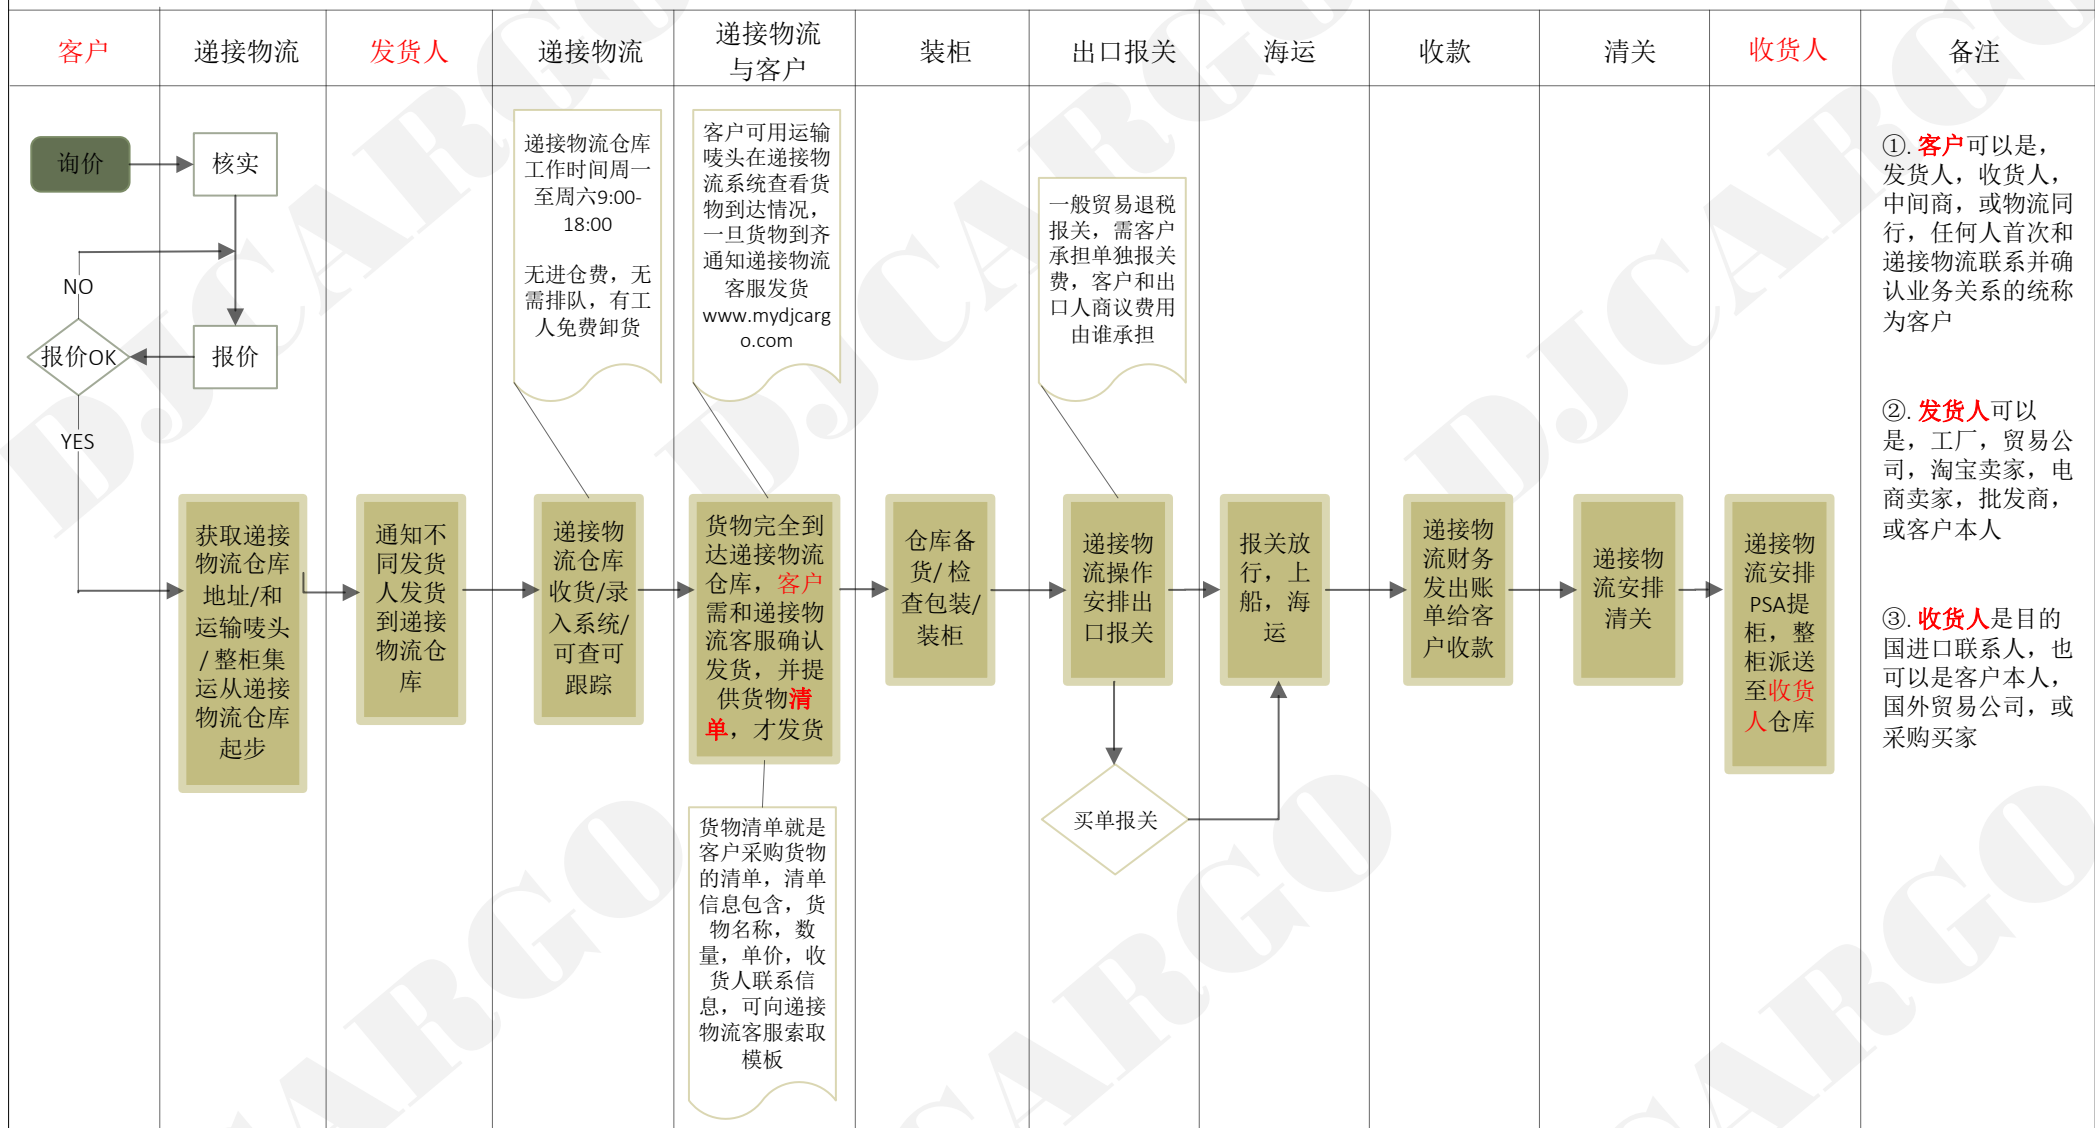 客户
递接物流
发货人
递接物流
递接物流
与客户
装柜
出口报关
海运
收款
清关
收货人
备注
询价
核实
NO
报价OK
报价
YES
获取递接
物流仓库
地址/和
运输唛头
/整柜集
运从递接
物流仓库
起步
通知不
同发货
人发货
到递接
物流仓
库
递接物流仓库
工作时间周一
至周六9:00-
18:00
无进仓费，无
需排队，有工
人免费卸货
递接物
流仓库
收货/录
入系统/
可查可
跟踪
客户可用运输
唛头在递接物
流系统查看货
物到达情况，
一旦货物到齐
通知递接物流
客服发货
www.mydjcarg
o.com
货物完全到
达递接物流
仓库，客户
需和递接物
流客服确认
发货，并提
供货物清
单，才发货
货物清单就是
客户采购货物
的清单，清单
信息包含，货
物名称，数
量，单价，收
货人联系信
息，可向递接
物流客服索取
模板
仓库备
货/检
查包装/
装柜
一般贸易退税
报关，需客户
承担单独报关
费，客户和出
口人商议费用
由谁承担
递接物
流操作
安排出
口报关
买单报关
报关放
行，上
船，海
运
递接物
流财务
发出账
单给客
户收款
递接物
流安排
清关
递接物
流安排
PSA提
柜，整
柜派送
至收货
人仓库
①. 客户可以是，
发货人，收货人，
中间商，或物流同
行，任何人首次和
递接物流联系并确
认业务关系的统称
为客户
②. 发货人可以
是，工厂，贸易公
司，淘宝卖家，电
商卖家，批发商，
或客户本人
③. 收货人是目的
国进口联系人，也
可以是客户本人，
国外贸易公司，或
采购买家
DJCARGO
DJCARGO
DJCARGO
CARGO
CARGO
CARGO